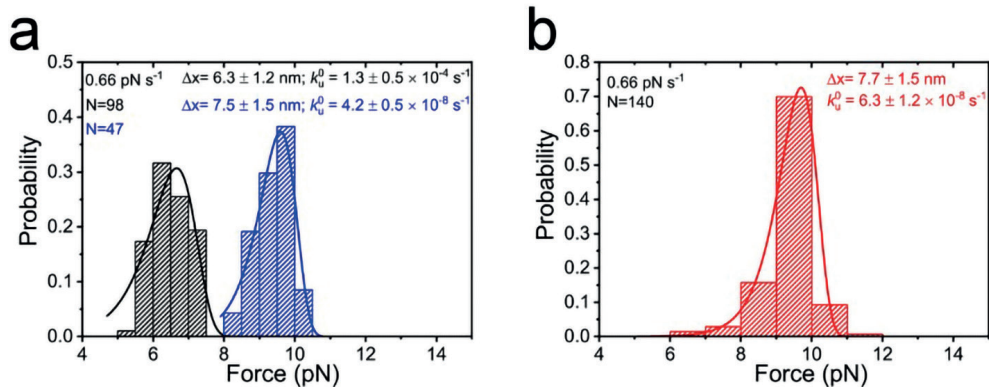 a
0.5
0.4
0.3
0.2
0.1
0.0
Probability
0.66 pN s⁻¹
N=98
N=47
Δx= 6.3 ± 1.2 nm; k⁰ᵤ = 1.3 ± 0.5 × 10⁻⁴ s⁻¹
Δx= 7.5 ± 1.5 nm; k⁰ᵤ = 4.2 ± 0.5 × 10⁻⁸ s⁻¹
4 6 8 10 12 14
Force (pN)
b
0.8
0.7
0.6
0.5
0.4
0.3
0.2
0.1
0.0
Probability
0.66 pN s⁻¹
N=140
Δx= 7.7 ± 1.5 nm
k⁰ᵤ = 6.3 ± 1.2 × 10⁻⁸ s⁻¹
4 6 8 10 12 14
Force (pN)